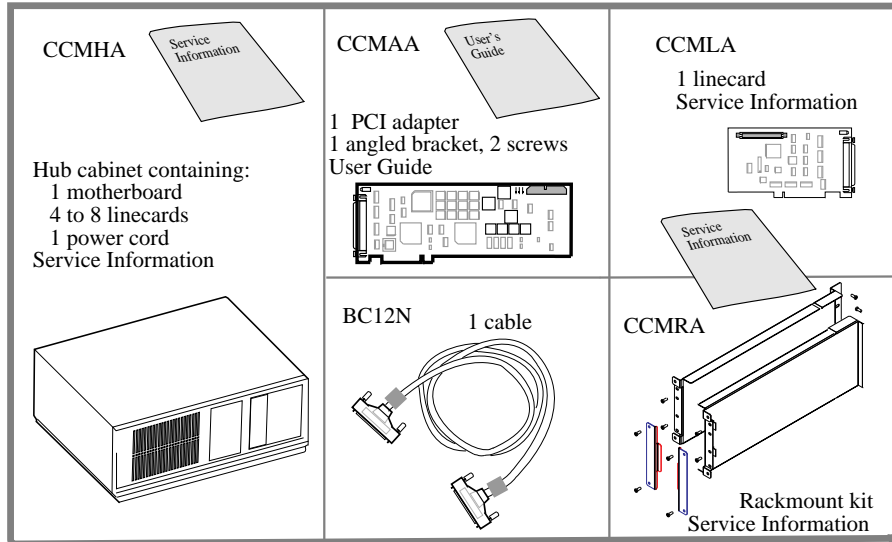 CCMHA
Service
Information
Hub cabinet containing:
1 motherboard
4 to 8 linecards
1 power cord
Service Information
CCMAA
User's
Guide
1 PCI adapter
1 angled bracket, 2 screws
User Guide
CCMLA
1 linecard
Service Information
BC12N
1 cable
Service
Information
CCMRA
Rackmount kit
Service Information